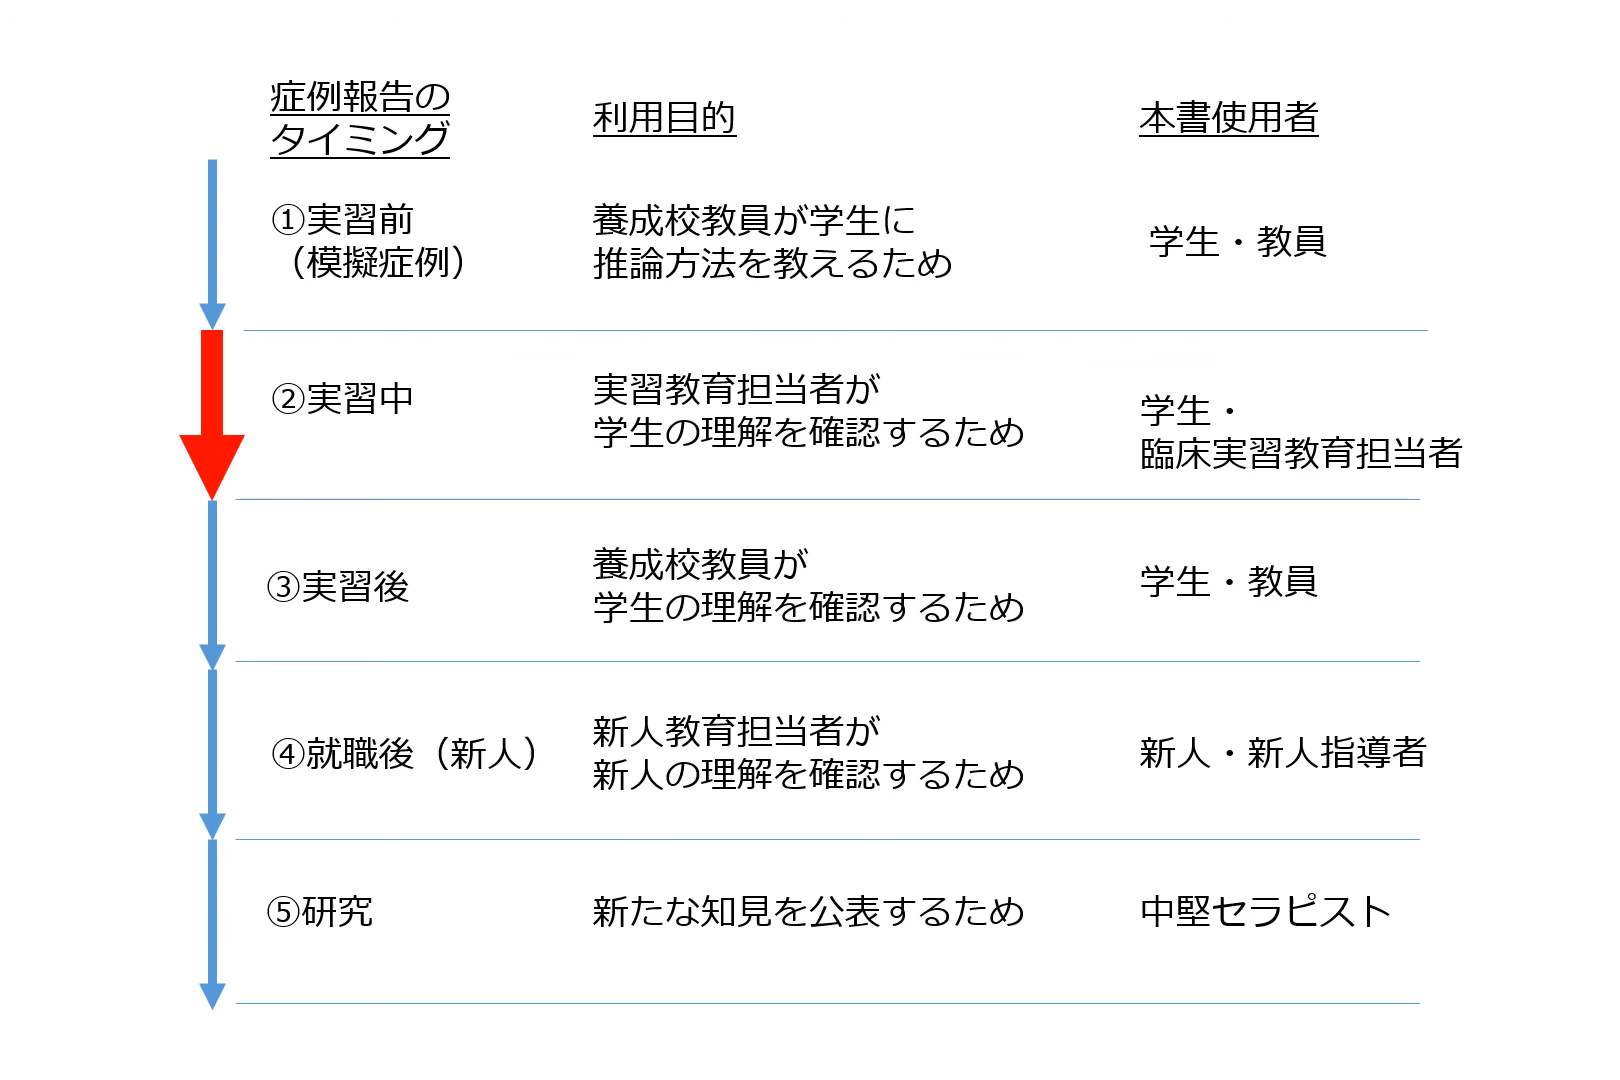 症例報告の
タイミング
利用目的
本書使用者
①実習前
（模擬症例）
養成校教員が学生に
推論方法を教えるため
学生・教員
②実習中
実習教育担当者が
学生の理解を確認するため
学生・
臨床実習教育担当者
③実習後
養成校教員が
学生の理解を確認するため
学生・教員
④就職後（新人）
新人教育担当者が
新人の理解を確認するため
新人・新人指導者
⑤研究
新たな知見を公表するため
中堅セラピスト